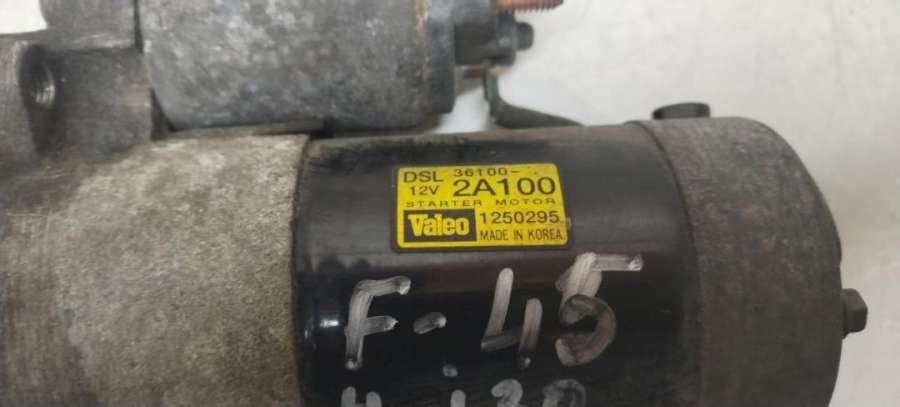 DSL 36100-
12V 2A100
STARTER MOTOR
Valeo 1250295
MADE IN KOREA
F-45